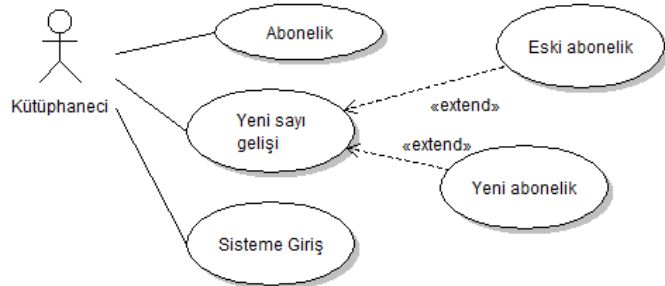 Abonelik
Eski abonelik
Kütüphaneci
«extend»
Yeni sayı
gelişi
«extend»
Yeni abonelik
Sisteme Giriş